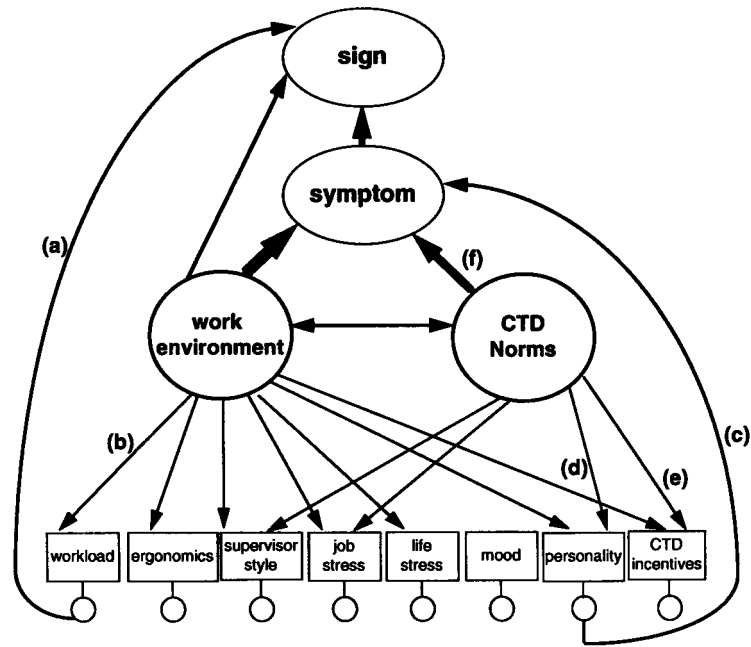 sign
symptom
(a)
(f)
work
environment
CTD
Norms
(b)
(c)
(d)
(e)
workload
ergonomics
supervisor
style
job
stress
life
stress
mood
personality
CTD
incentives